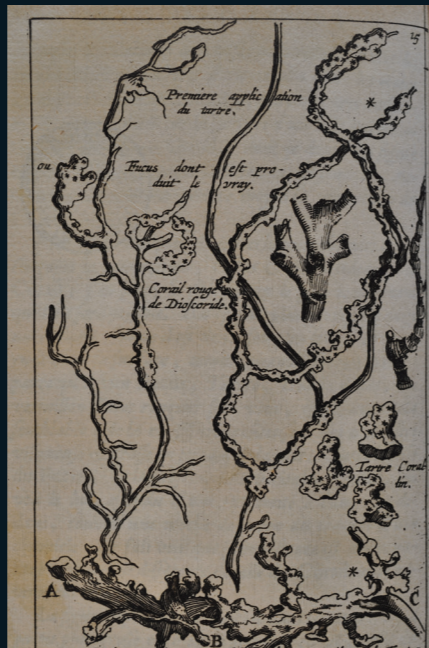 15
Premiere application
du tartre.
ou
Fucus dont est pro-
duit le vray.
Corail rouge
de Dioscoride.
Tartre Coral
lin.
A
B
C